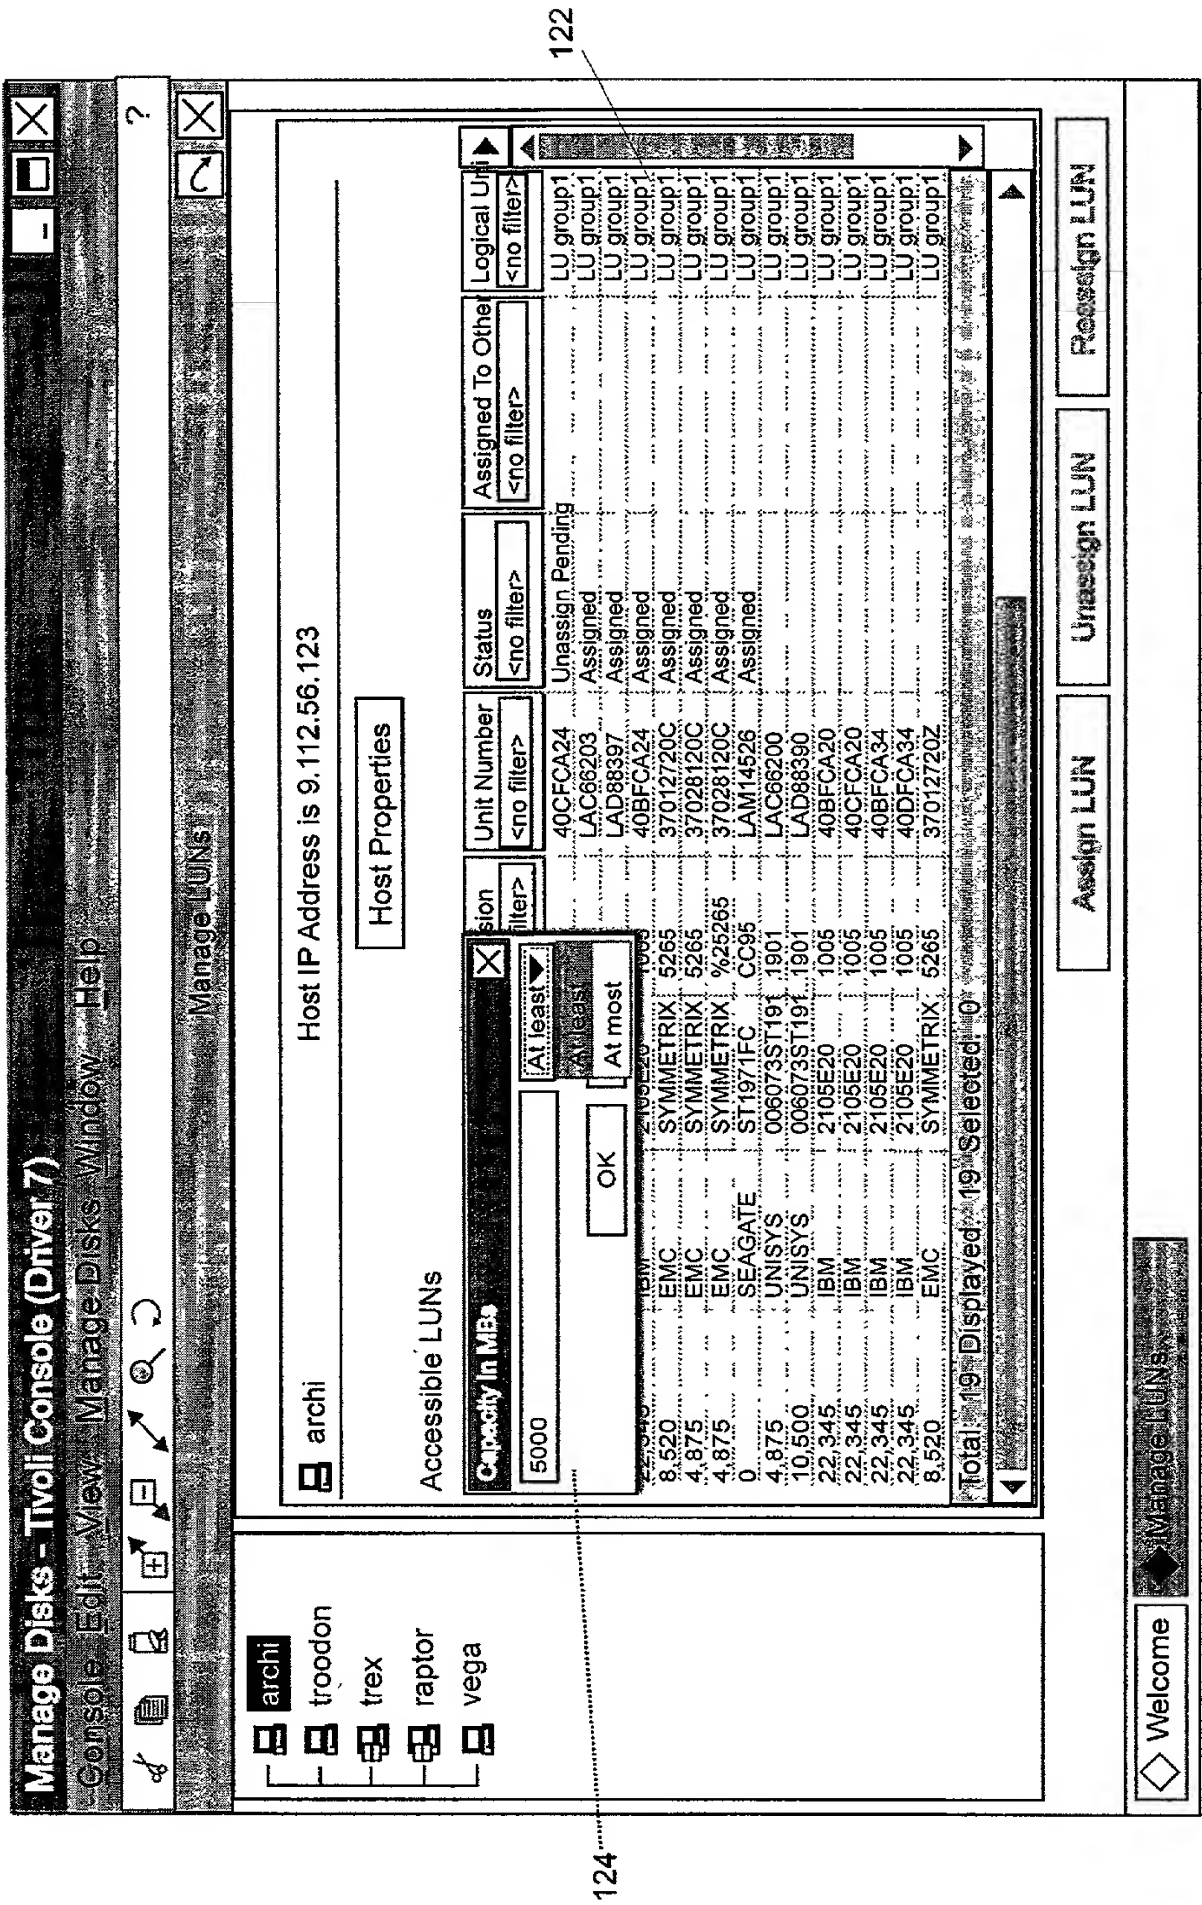 Manage Disks – Tivoli Console (Driver 7)
Console Edit View Manage Disks Window Help
?
Manage LUNs
archi
troodon
trex
raptor
vega
archi Host IP Address is 9.112.56.123
Host Properties
Accessible LUNs
Unit Number Status Assigned To Other Logical Uni
<no filter> <no filter> <no filter> <no filter>
Capacity In MBs
5000 At least
At least
At most
OK
40CFCA24 Unassign Pending LU group1
LAC66203 Assigned LU group1
LAD88397 Assigned LU group1
40BFCA24 Assigned LU group1
8,520 EMC SYMMETRIX 5265 37012720C Assigned LU group1
4,875 EMC SYMMETRIX 5265 37028120C Assigned LU group1
4,875 EMC SYMMETRIX %25265 37028120C Assigned LU group1
0 SEAGATE ST1971FC CC95 LAM14526 Assigned LU group1
4,875 UNISYS 006073ST191... 1901 LAC66200 LU group1
10,500 UNISYS 006073ST191... 1901 LAD88390 LU group1
22,345 IBM 2105E20 1005 40BFCA20 LU group1
22,345 IBM 2105E20 1005 40CFCA20 LU group1
22,345 IBM 2105E20 1005 40BFCA34 LU group1
22,345 IBM 2105E20 1005 40DFCA34 LU group1
8,520 EMC SYMMETRIX 5265 37012720Z LU group1
Total: 19 Displayed: 19 Selected: 0
Assign LUN Unassign LUN Reassign LUN
Welcome Manage LUNs
122
124